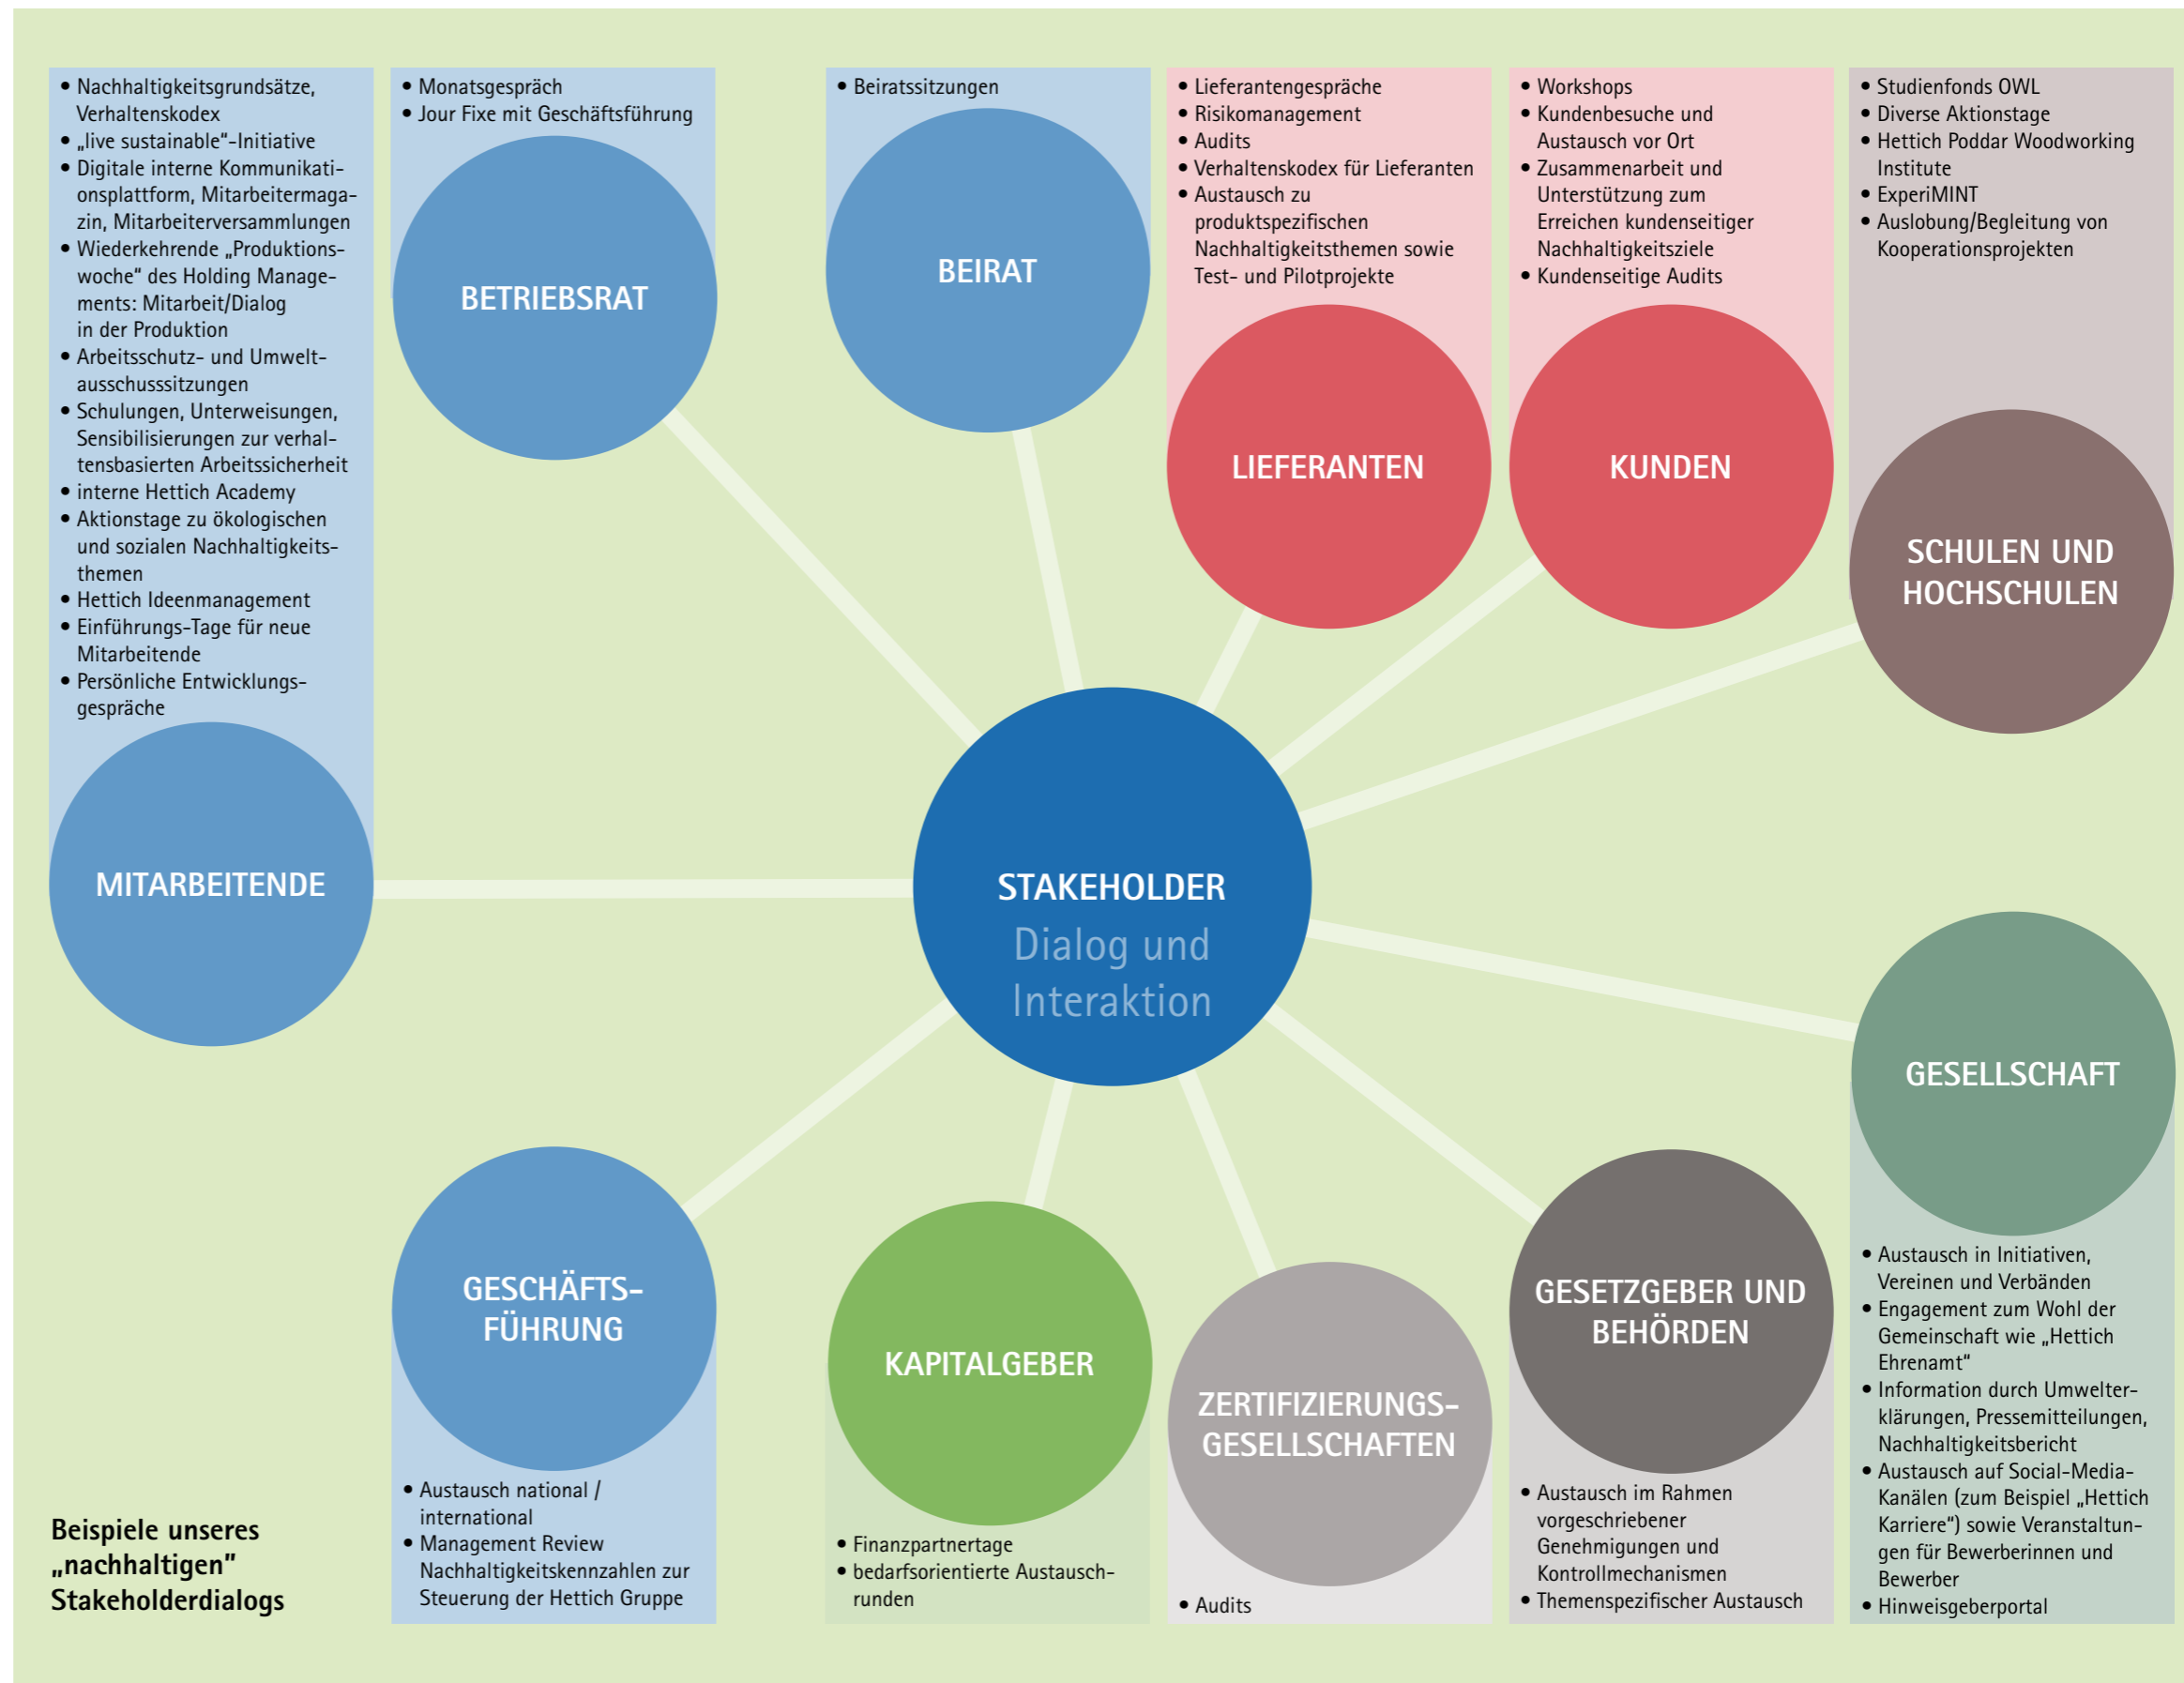 • Nachhaltigkeitsgrundsätze,
Verhaltenskodex
• „live sustainable“-Initiative
• Digitale interne Kommunikati-
onsplattform, Mitarbeitermaga-
zin, Mitarbeiterversammlungen
• Wiederkehrende „Produktions-
woche“ des Holding Manage-
ments: Mitarbeit/Dialog
in der Produktion
• Arbeitsschutz- und Umwelt-
ausschusssitzungen
• Schulungen, Unterweisungen,
Sensibilisierungen zur verhal-
tensbasierten Arbeitssicherheit
• interne Hettich Academy
• Aktionstage zu ökologischen
und sozialen Nachhaltigkeits-
themen
• Hettich Ideenmanagement
• Einführungs-Tage für neue
Mitarbeitende
• Persönliche Entwicklungs-
gespräche
MITARBEITENDE
• Monatsgespräch
• Jour Fixe mit Geschäftsführung
BETRIEBSRAT
• Beiratssitzungen
BEIRAT
• Lieferantengespräche
• Risikomanagement
• Audits
• Verhaltenskodex für Lieferanten
• Austausch zu
produktspezifischen
Nachhaltigkeitsthemen sowie
Test- und Pilotprojekte
LIEFERANTEN
• Workshops
• Kundenbesuche und
Austausch vor Ort
• Zusammenarbeit und
Unterstützung zum
Erreichen kundenseitiger
Nachhaltigkeitsziele
• Kundenseitige Audits
KUNDEN
• Studienfonds OWL
• Diverse Aktionstage
• Hettich Poddar Woodworking
Institute
• ExperiMINT
• Auslobung/Begleitung von
Kooperationsprojekten
SCHULEN UND
HOCHSCHULEN
STAKEHOLDER
Dialog und
Interaktion
GESCHÄFTS-
FÜHRUNG
• Austausch national /
international
• Management Review
Nachhaltigkeitskennzahlen zur
Steuerung der Hettich Gruppe
KAPITALGEBER
• Finanzpartnertage
• bedarfsorientierte Austausch-
runden
ZERTIFIZIERUNGS-
GESELLSCHAFTEN
• Audits
GESETZGEBER UND
BEHÖRDEN
• Austausch im Rahmen
vorgeschriebener
Genehmigungen und
Kontrollmechanismen
• Themenspezifischer Austausch
GESELLSCHAFT
• Austausch in Initiativen,
Vereinen und Verbänden
• Engagement zum Wohl der
Gemeinschaft wie „Hettich
Ehrenamt“
• Information durch Umwelter-
klärungen, Pressemitteilungen,
Nachhaltigkeitsbericht
• Austausch auf Social-Media-
Kanälen (zum Beispiel „Hettich
Karriere“) sowie Veranstaltun-
gen für Bewerberinnen und
Bewerber
• Hinweisgeberportal
Beispiele unseres
„nachhaltigen”
Stakeholderdialogs